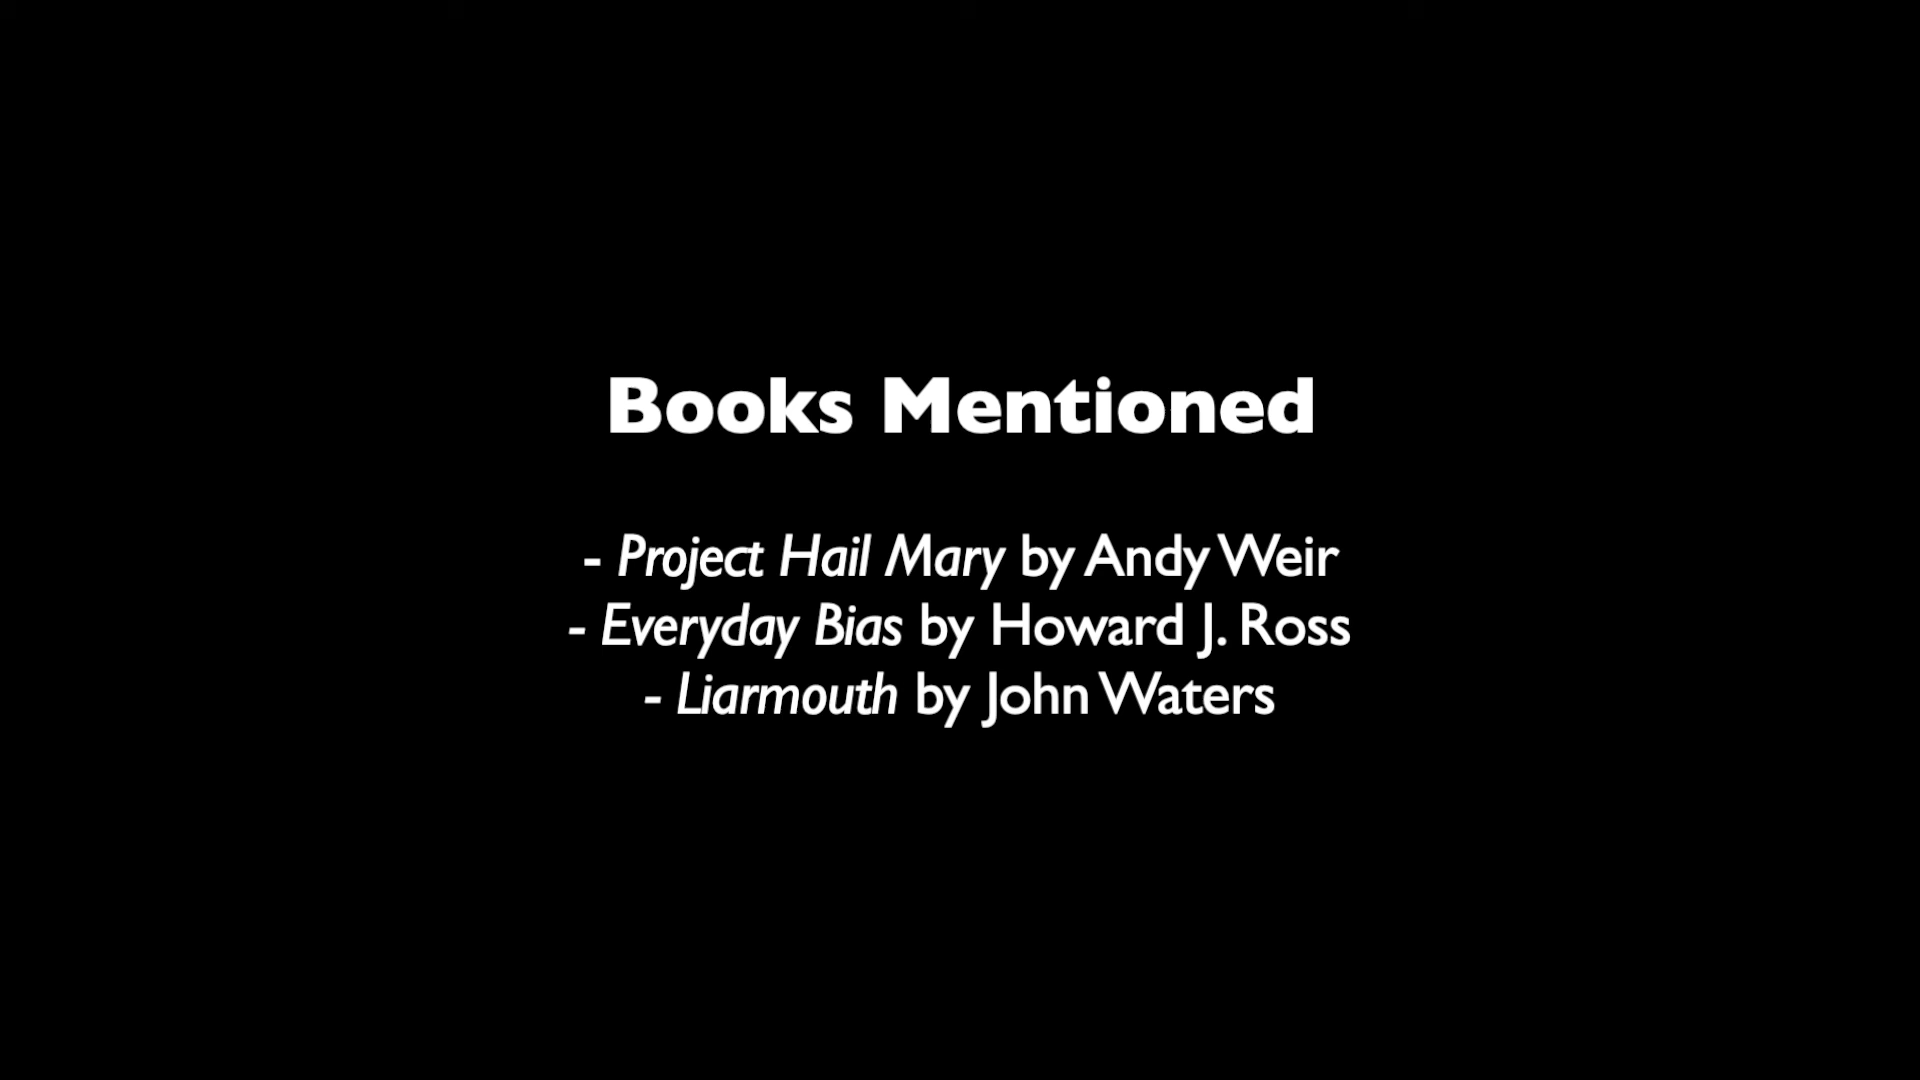 Books Mentioned
- Project Hail Mary by Andy Weir
- Everyday Bias by Howard J. Ross
- Liarmouth by John Waters